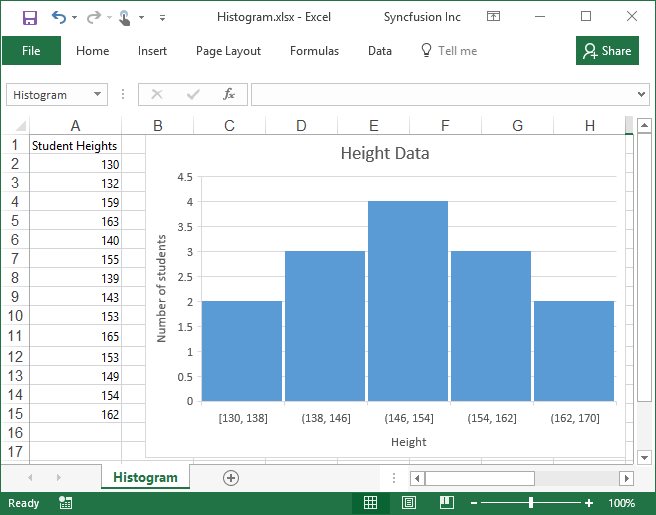 Histogram.xlsx - Excel
Syncfusion Inc
File
Home
Insert
Page Layout
Formulas
Data
Tell me
Share
Histogram
fx
A B C D E F G H
1 Student Heights
2 130
3 132
4 159
5 163
6 140
7 155
8 139
9 143
10 153
11 165
12 153
13 149
14 154
15 162
16
17
Height Data
4.5
4
3.5
3
2.5
2
1.5
1
0.5
0
Number of students
[130, 138] (138, 146] (146, 154] (154, 162] (162, 170]
Height
Histogram
Ready
100%